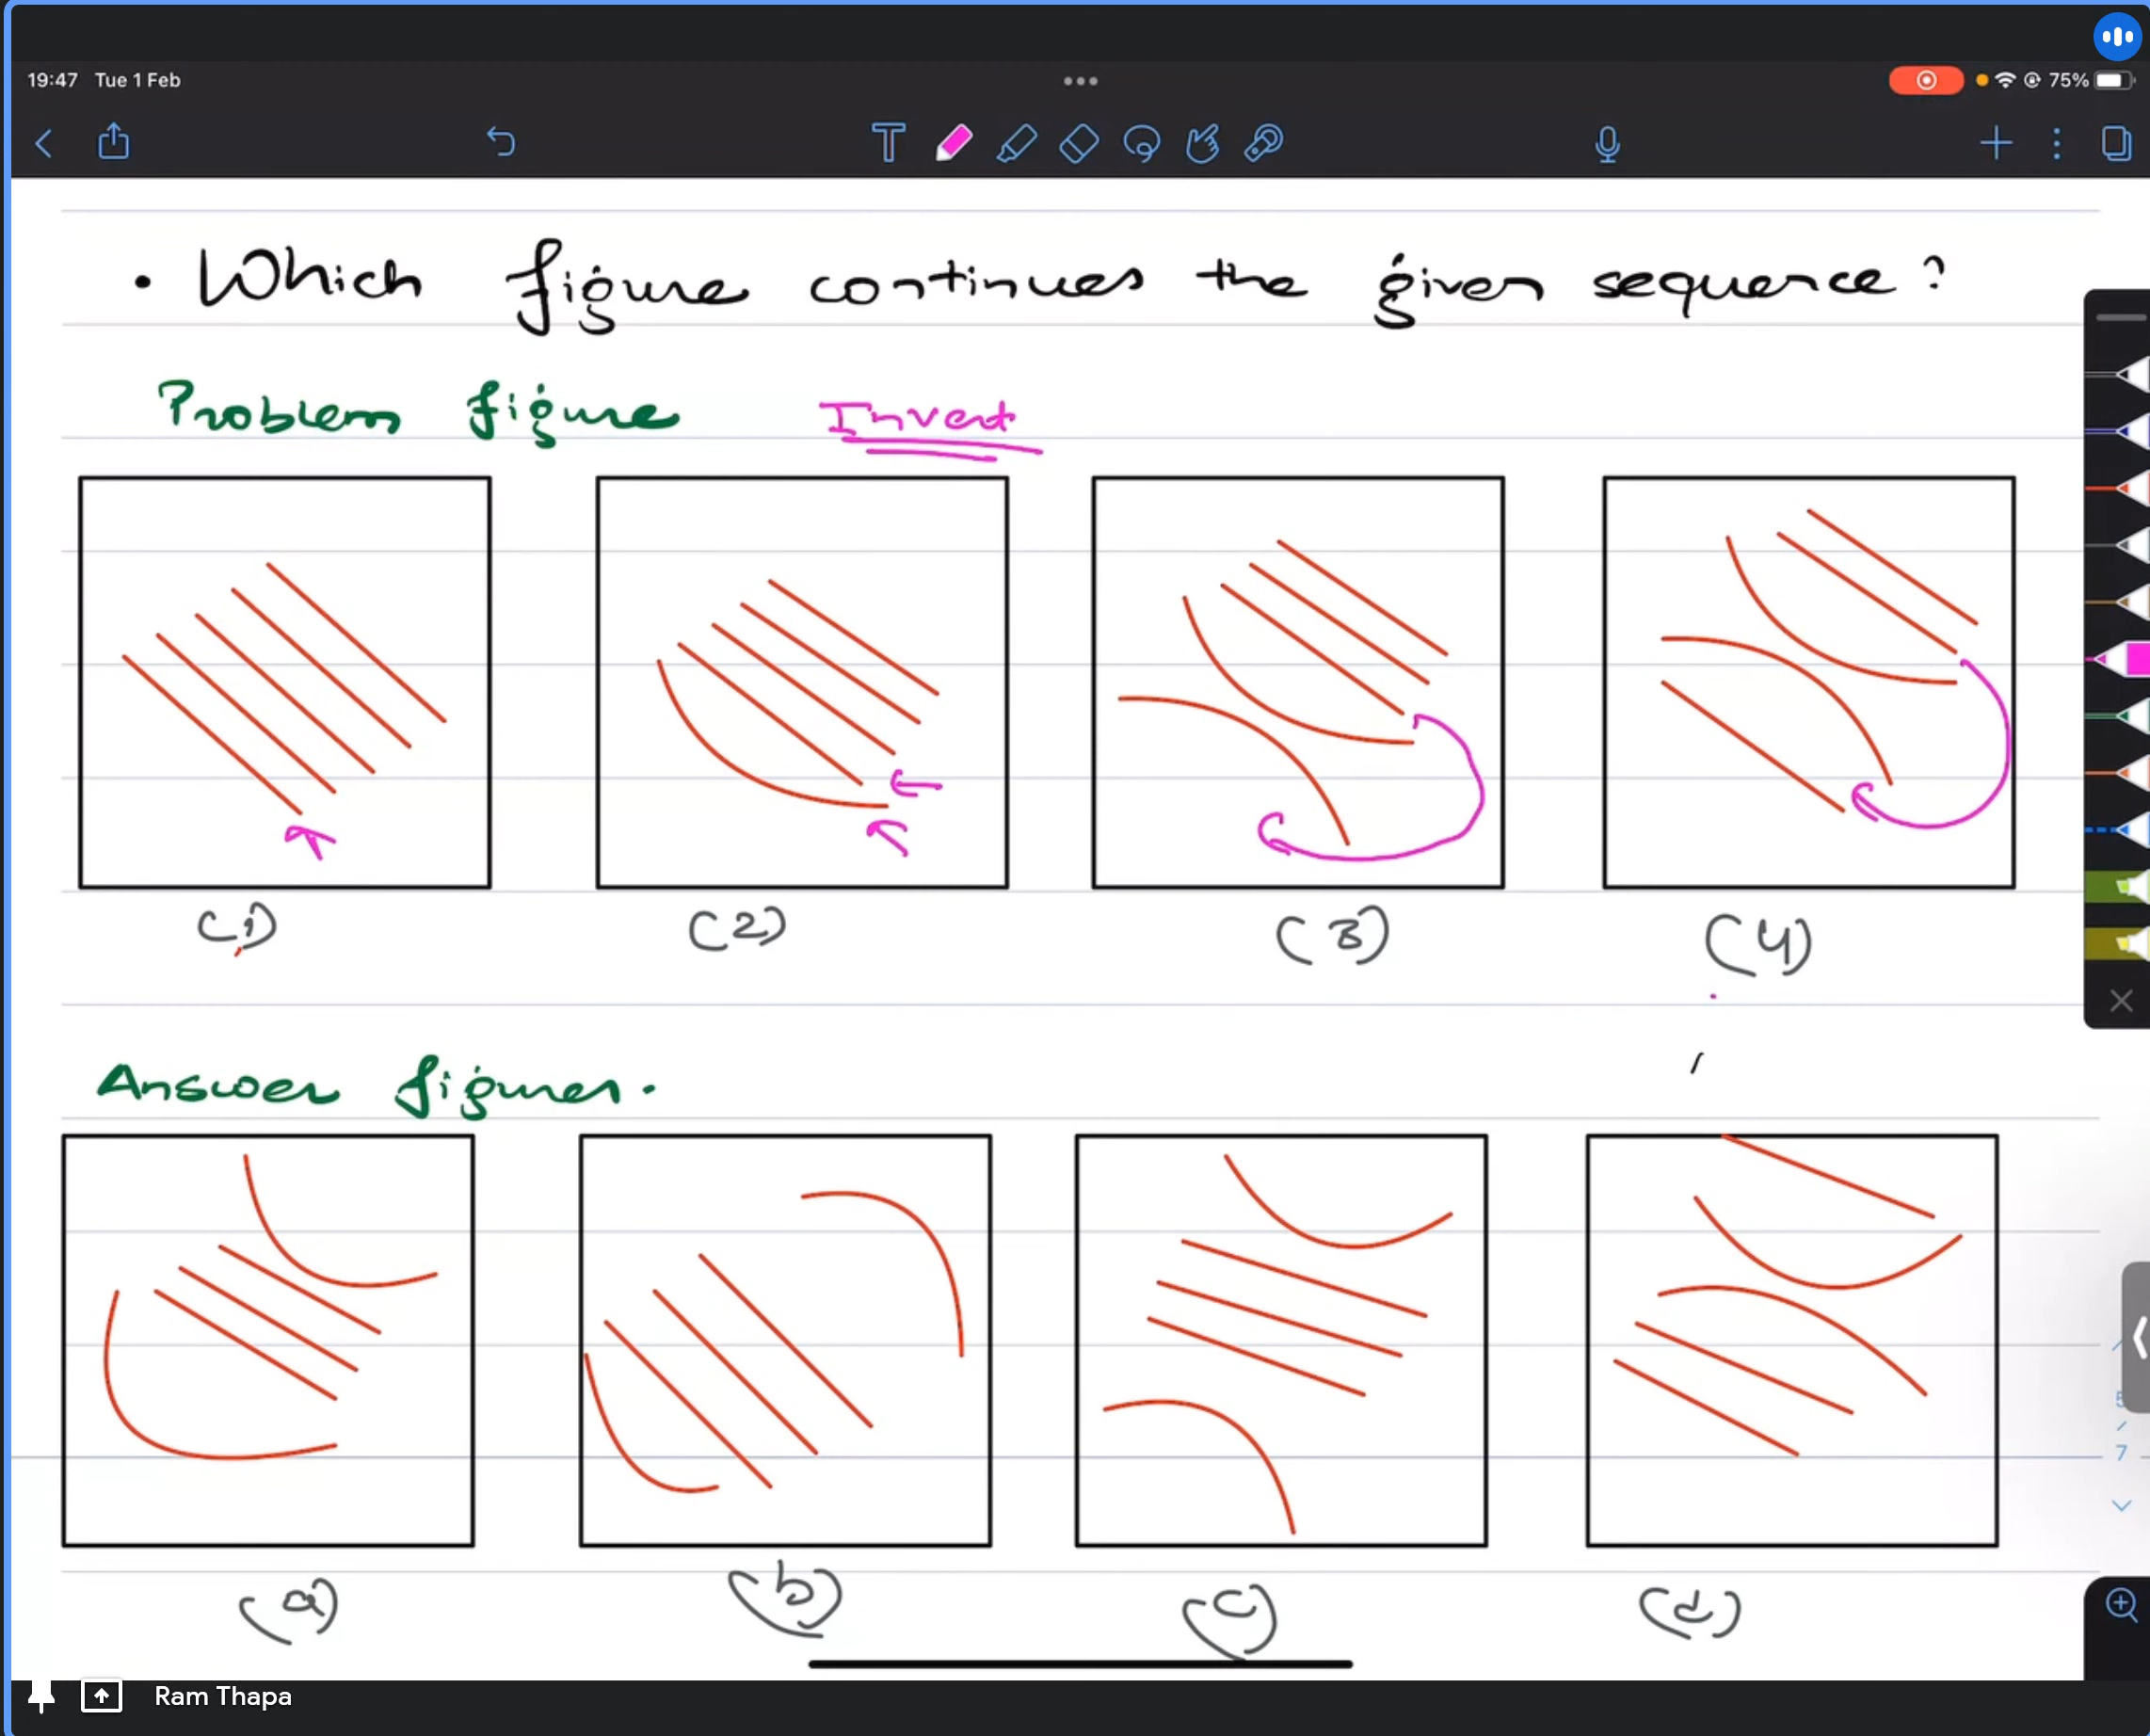 19:47 Tue 1 Feb
75%
T
• Which figure continues the given sequence?
Problem figure Invert
(1) (2) (3) (4)
Answer figures.
(a) (b) (c) (d)
7
Ram Thapa